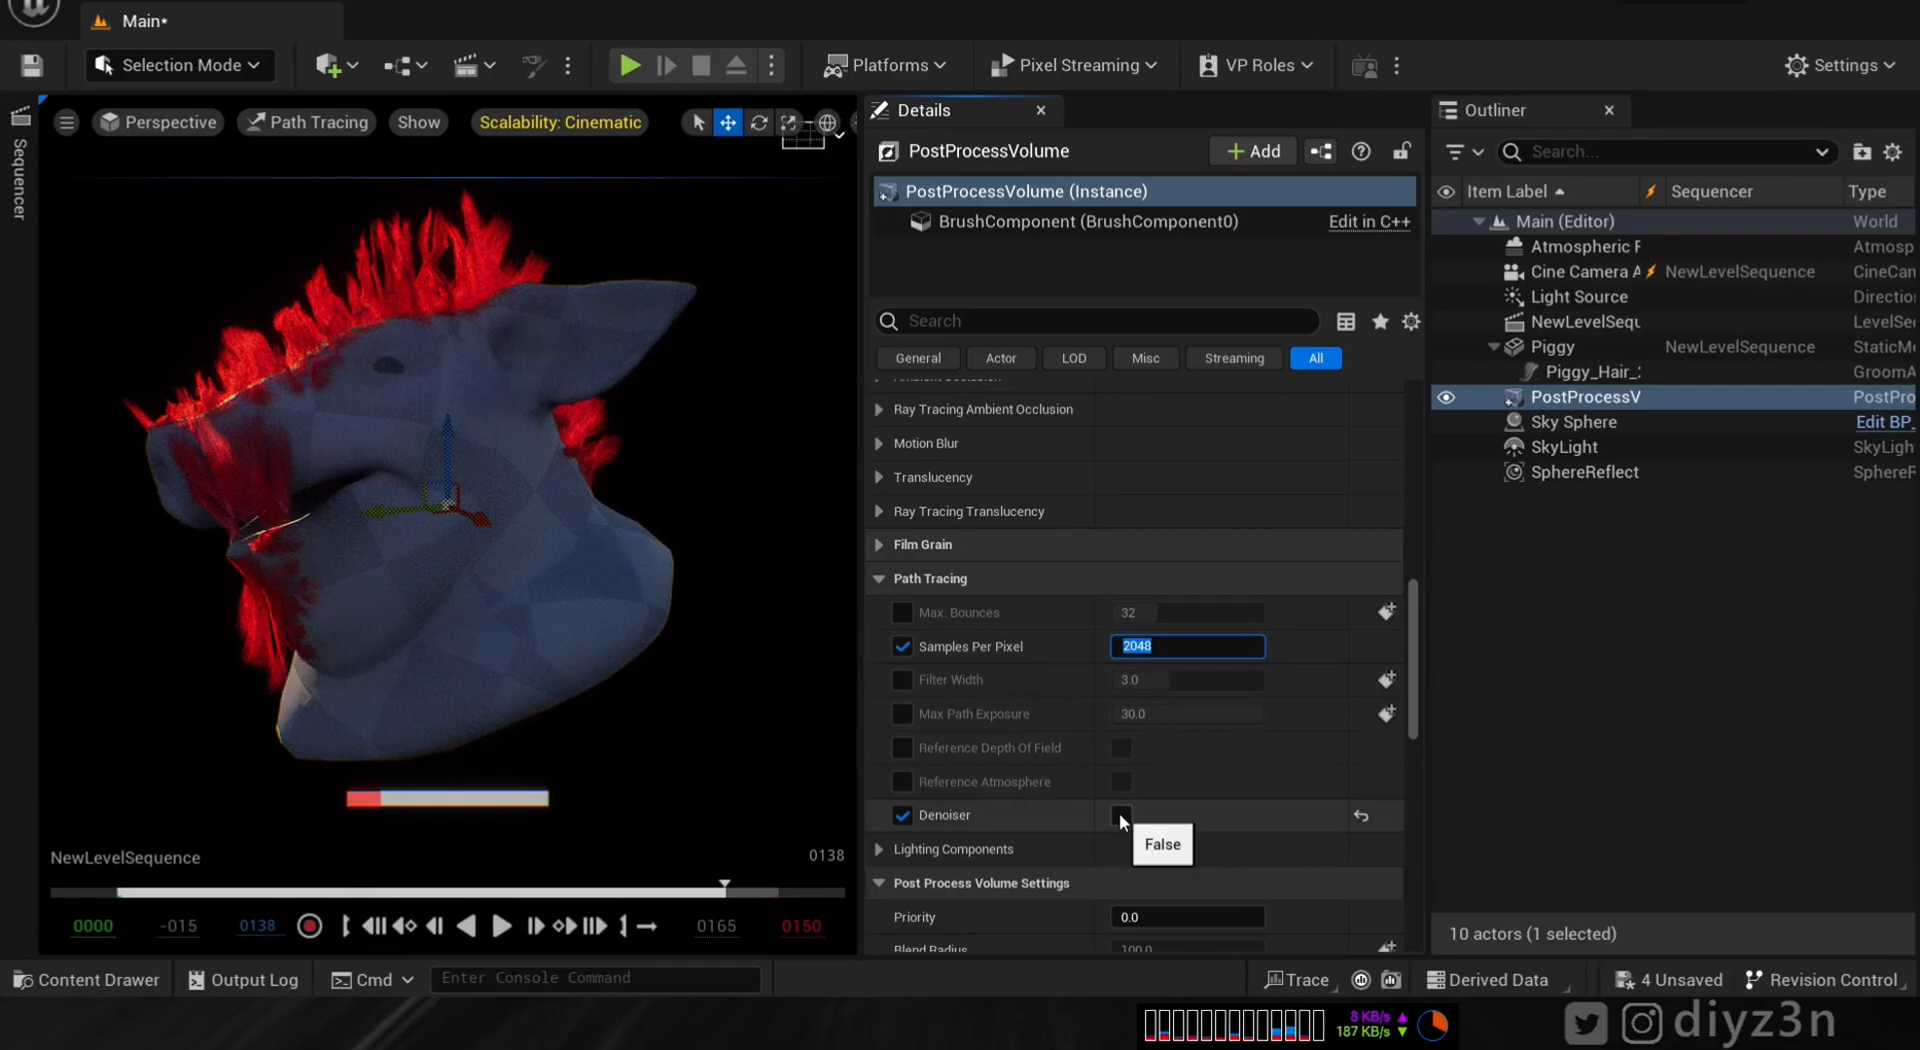 Main*
Selection Mode
Platforms
Pixel Streaming
VP Roles
Settings
Sequencer
Perspective
Path Tracing
Show
Scalability: Cinematic
NewLevelSequence
0138
0000
-015
0138
0165
0150
Details
PostProcessVolume
Add
PostProcessVolume (Instance)
BrushComponent (BrushComponent0)
Edit in C++
Search
General
Actor
LOD
Misc
Streaming
All
Ambient Occlusion
Ray Tracing Ambient Occlusion
Motion Blur
Translucency
Ray Tracing Translucency
Film Grain
Path Tracing
Max. Bounces
32
Samples Per Pixel
2048
Filter Width
3.0
Max Path Exposure
30.0
Reference Depth Of Field
Reference Atmosphere
Denoiser
False
Lighting Components
Post Process Volume Settings
Priority
0.0
Blend Radius
100.0
Outliner
Search...
Item Label
Sequencer
Type
Main (Editor)
World
Atmospheric F
Atmosp
Cine Camera A
NewLevelSequence
CineCan
Light Source
Directio
NewLevelSequ
LevelSe
Piggy
NewLevelSequence
StaticMe
Piggy_Hair_
GroomA
PostProcessV
PostPro
Sky Sphere
Edit BP_
SkyLight
SkyLigh
SphereReflect
SphereR
10 actors (1 selected)
Content Drawer
Output Log
Cmd
Enter Console Command
Trace
Derived Data
4 Unsaved
Revision Control
8 KB/s
187 KB/s
diyz3n